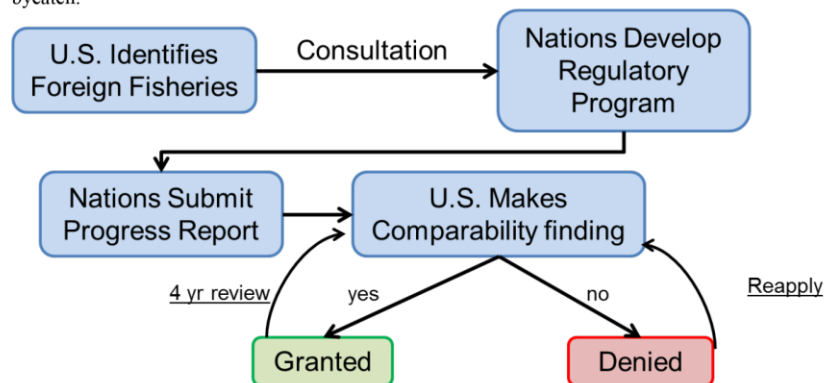 bycatch.
U.S. Identifies
Foreign Fisheries
Consultation
Nations Develop
Regulatory
Program
Nations Submit
Progress Report
U.S. Makes
Comparability finding
4 yr review
yes
no
Reapply
Granted
Denied